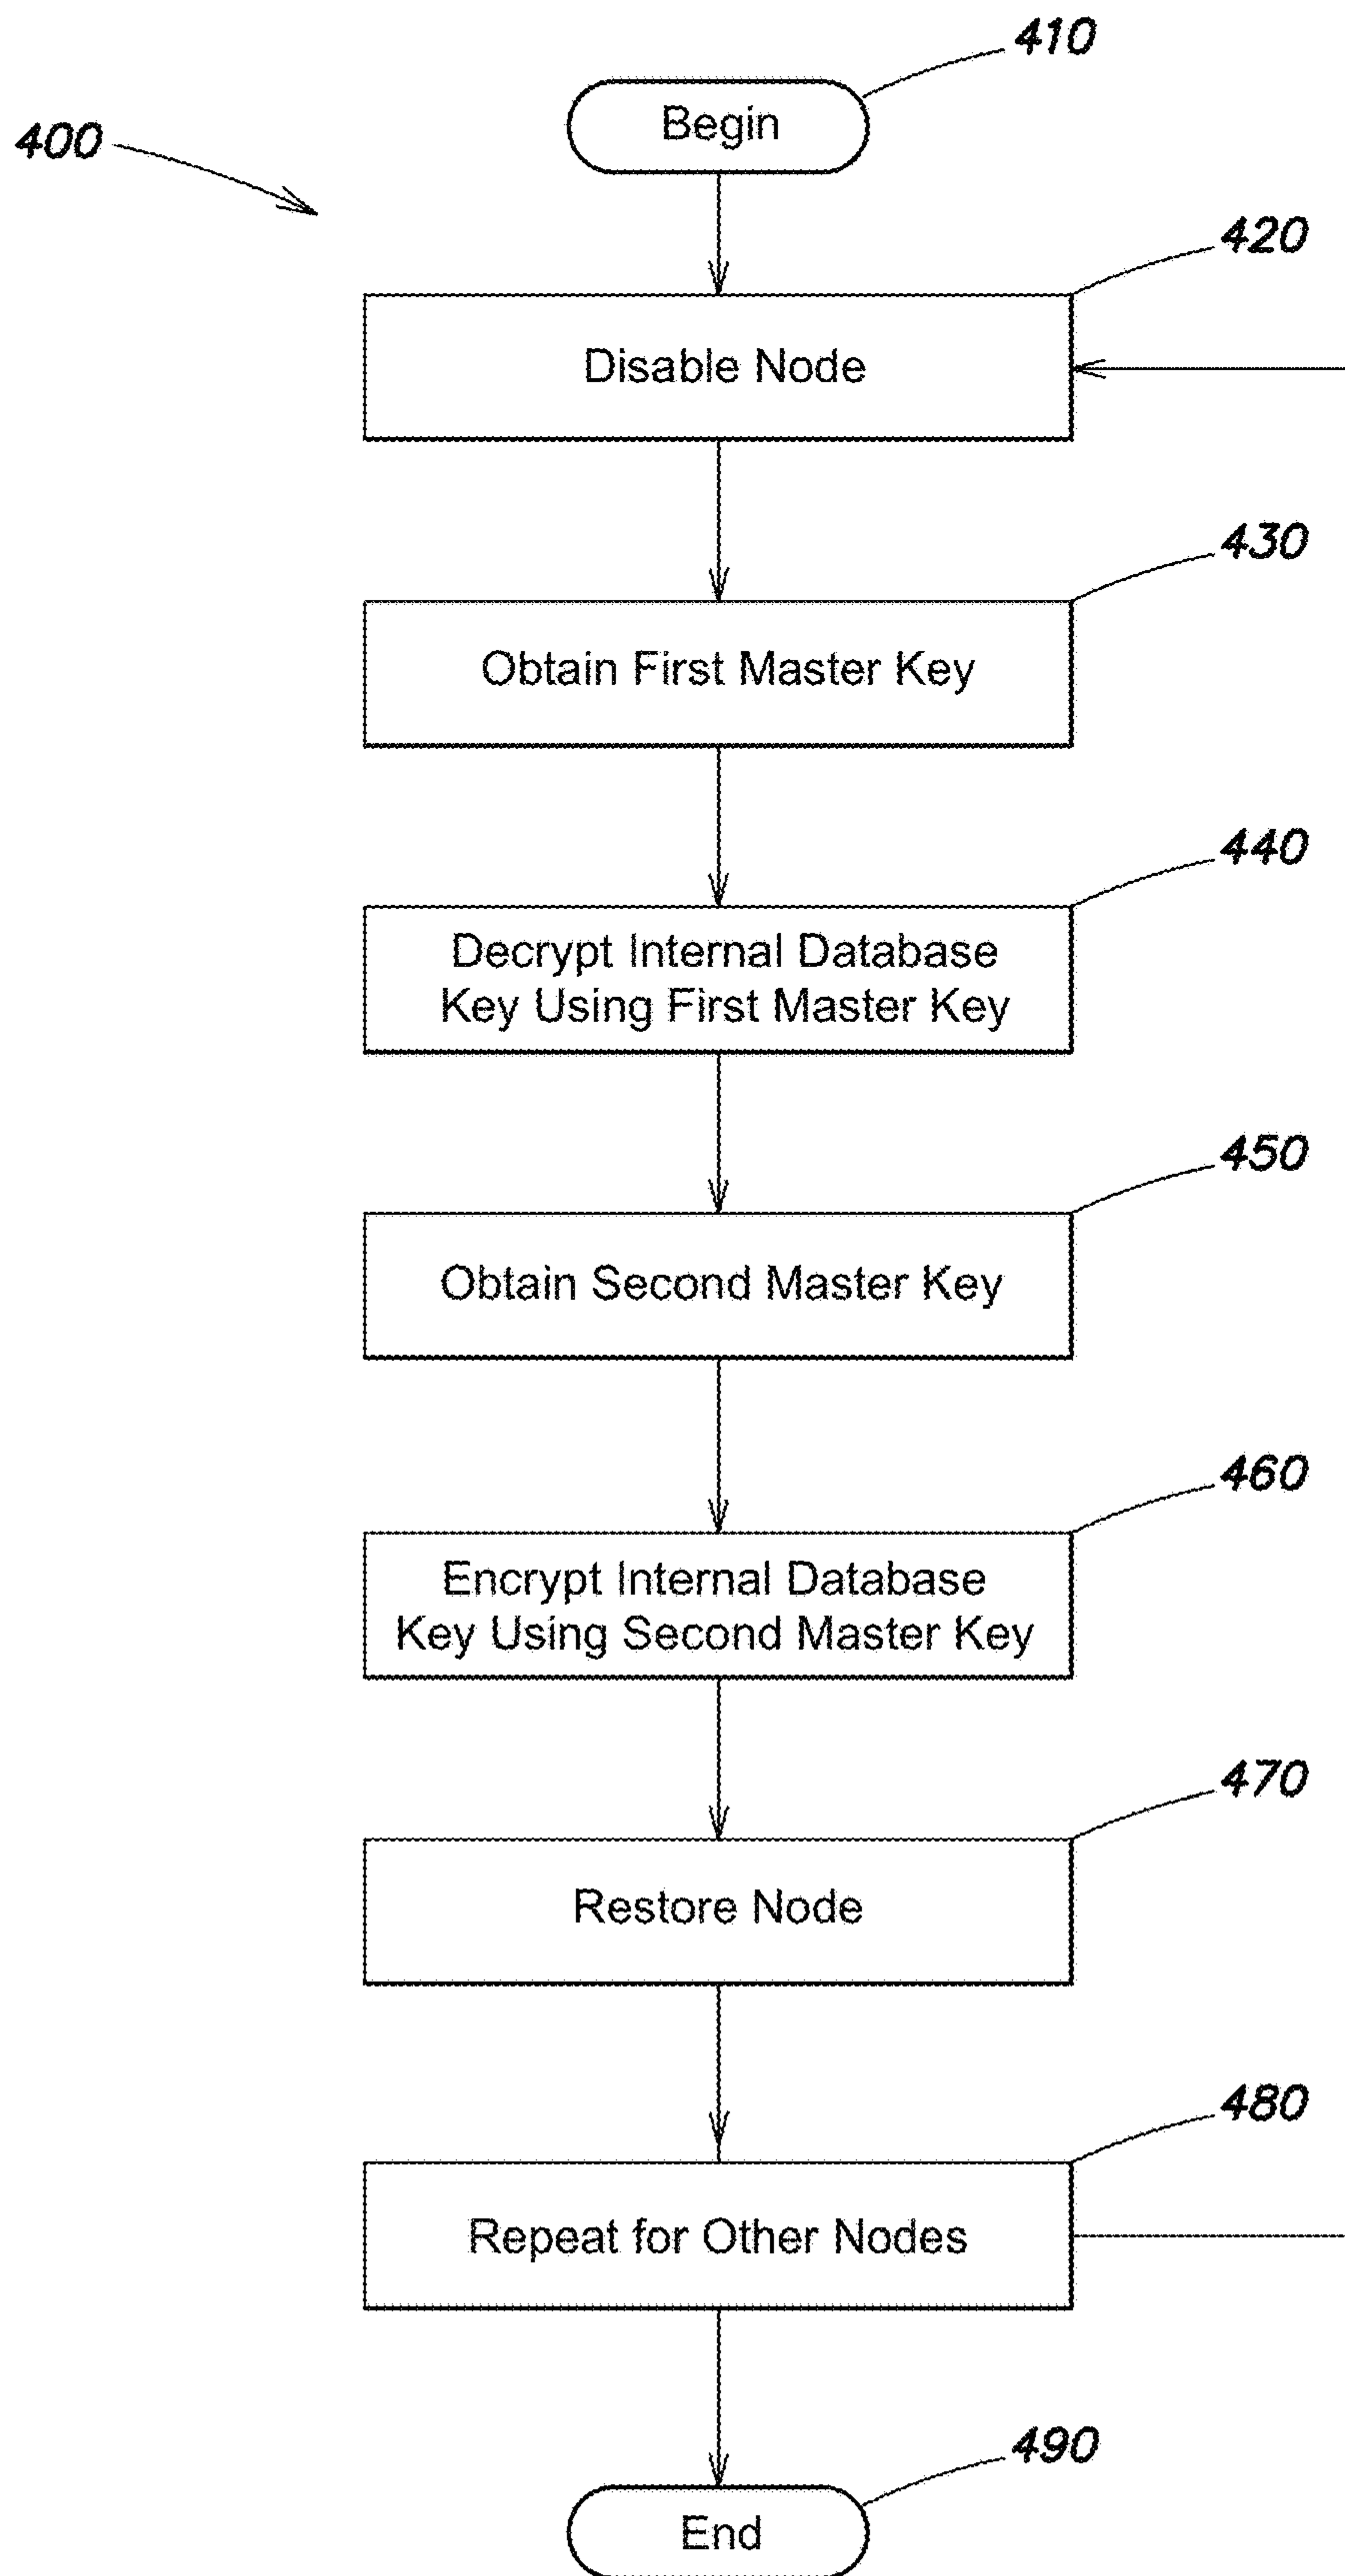 410
Begin
400
420
Disable Node
430
Obtain First Master Key
440
Decrypt Internal Database
Key Using First Master Key
450
Obtain Second Master Key
460
Encrypt Internal Database
Key Using Second Master Key
470
Restore Node
480
Repeat for Other Nodes
490
End